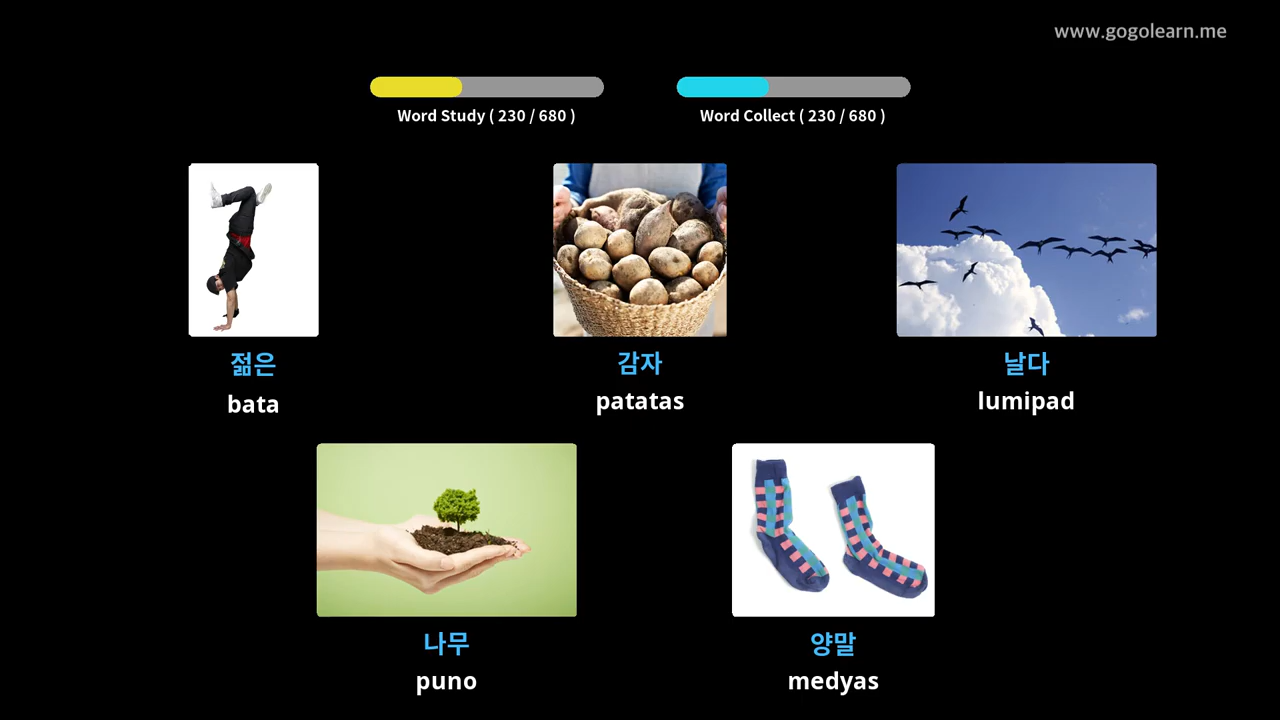 www.gogolearn.me
Word Study ( 230 / 680 )
Word Collect ( 230 / 680 )
젊은
bata
감자
patatas
날다
lumipad
나무
puno
양말
medyas